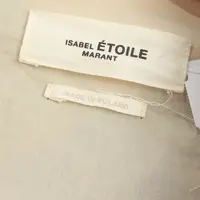 ISABEL ÉTOILE
MARANT
MADE IN POLAND